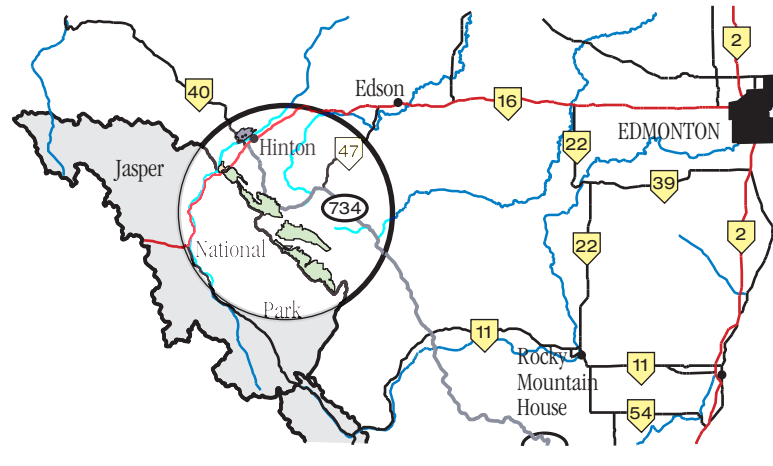 2
40
Edson
16
EDMONTON
Hinton
47
22
Jasper
39
734
2
National
22
Park
11
Rocky
Mountain
House
11
54